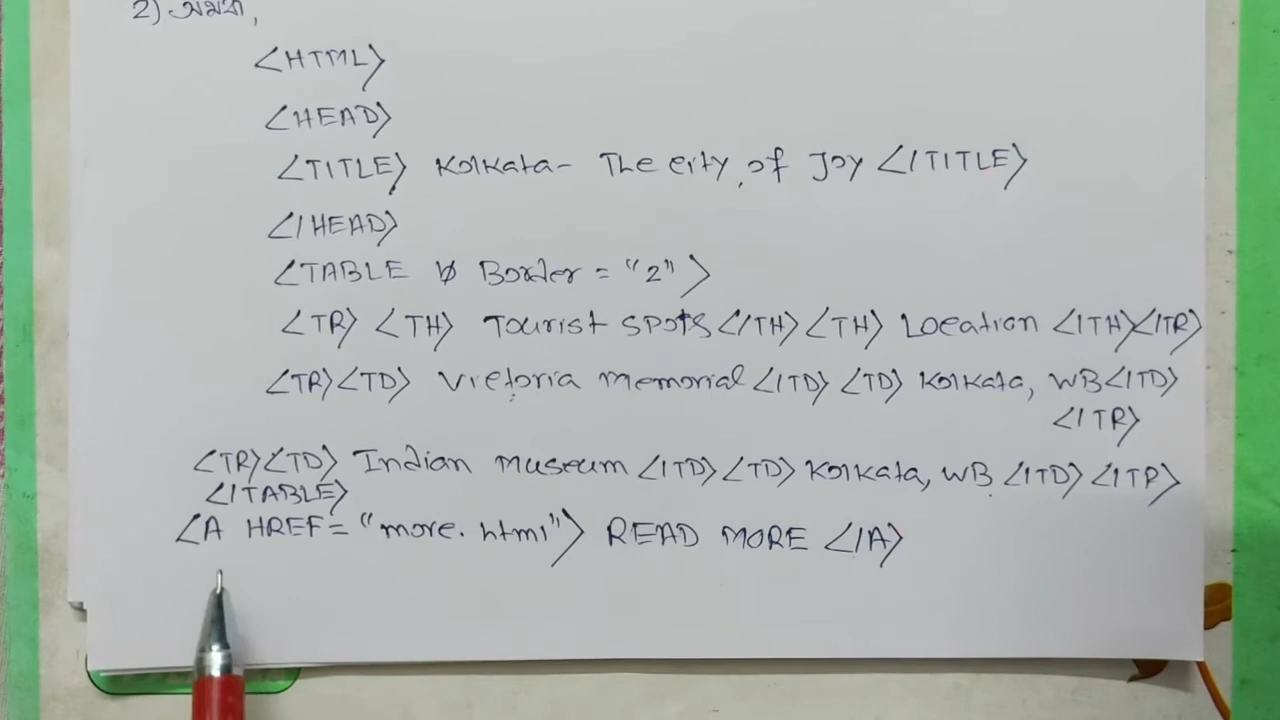 2) অথবা,
<HTML>
<HEAD>
<TITLE> Kolkata - The city of Joy </TITLE>
</HEAD>
<TABLE Border = "2">
<TR> <TH> Tourist spots </TH> <TH> Location </TH></TR>
<TR><TD> Victoria memorial </TD> <TD> Kolkata, WB </TD>
</TR>
<TR><TD> Indian museum </TD> <TD> Kolkata, WB </TD> </TR>
</TABLE>
<A HREF = "more.html"> READ MORE </A>